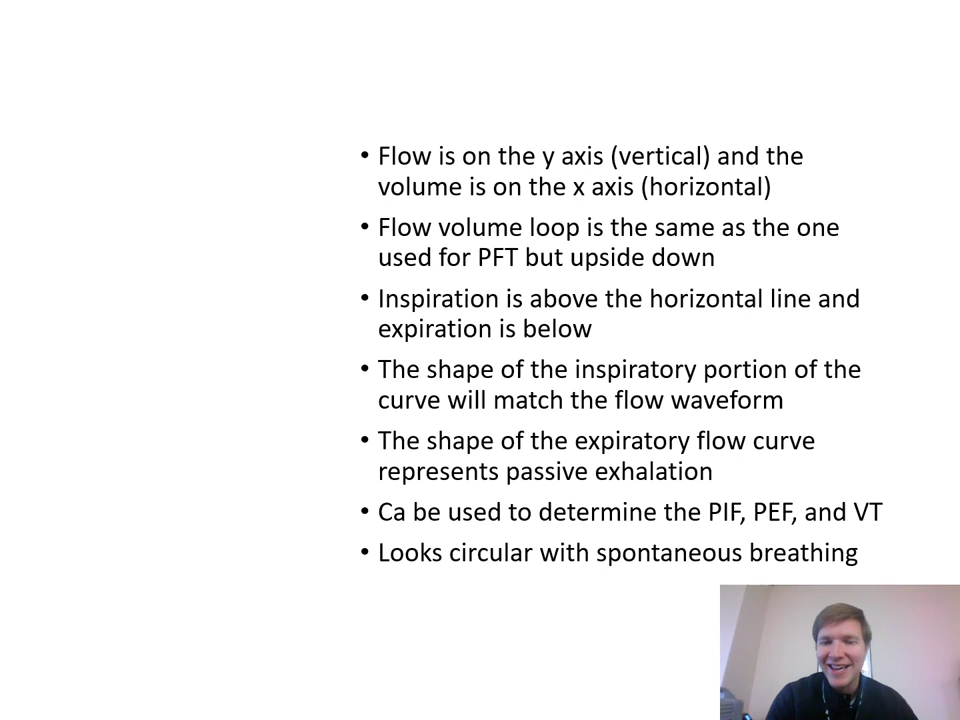 • Flow is on the y axis (vertical) and the
volume is on the x axis (horizontal)
• Flow volume loop is the same as the one
used for PFT but upside down
• Inspiration is above the horizontal line and
expiration is below
• The shape of the inspiratory portion of the
curve will match the flow waveform
• The shape of the expiratory flow curve
represents passive exhalation
• Ca be used to determine the PIF, PEF, and VT
• Looks circular with spontaneous breathing